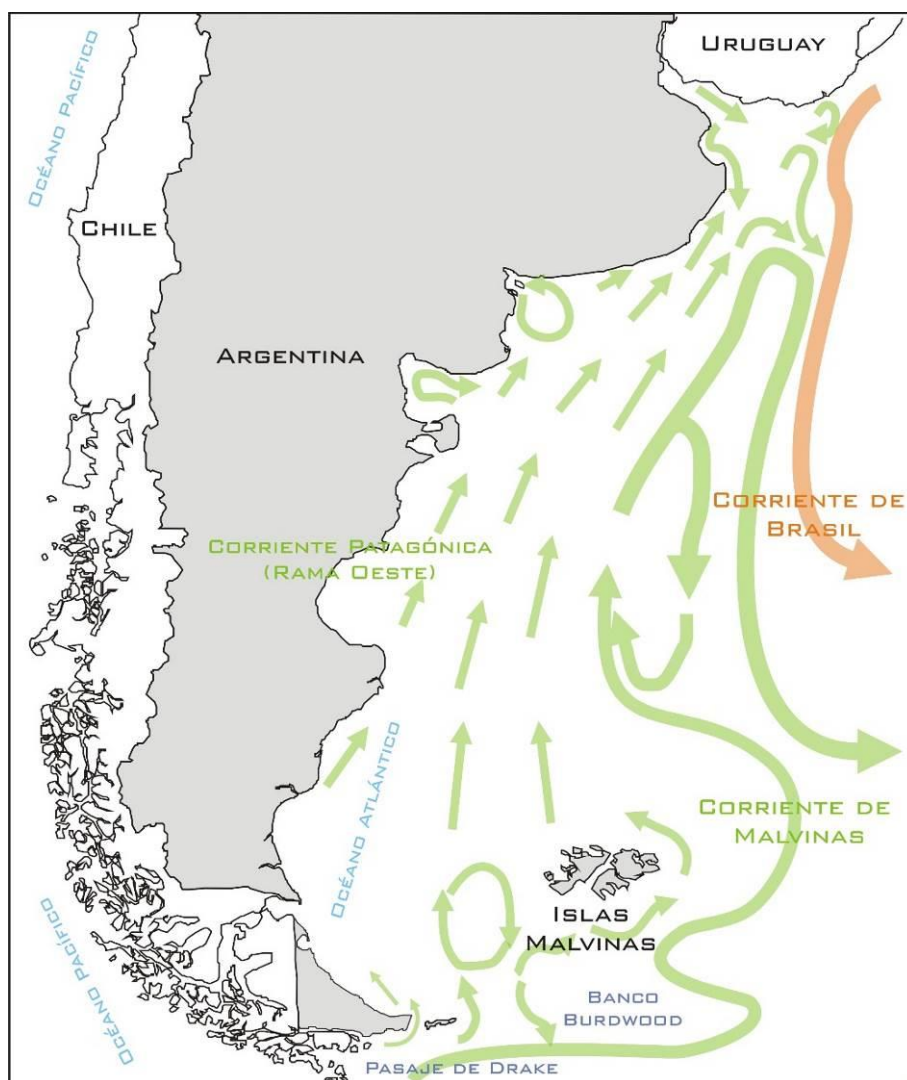 URUGUAY
OCÉANO PACÍFICO
CHILE
ARGENTINA
CORRIENTE DE
BRASIL
CORRIENTE PATAGÓNICA
(RAMA OESTE)
OCÉANO ATLÁNTICO
CORRIENTE DE
MALVINAS
ISLAS
MALVINAS
OCÉANO PACÍFICO
BANCO
BURDWOOD
PASAJE DE DRAKE